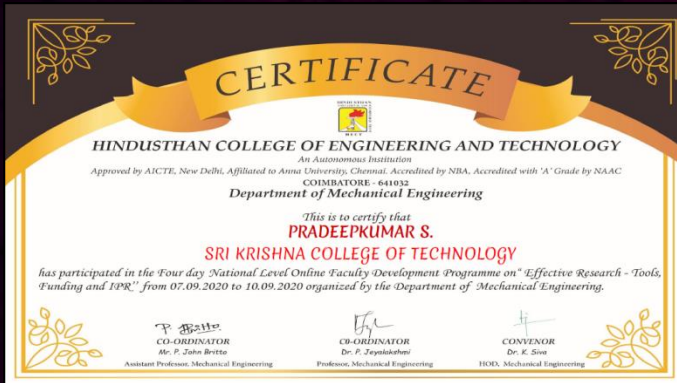 CERTIFICATE
HINDUSTHAN COLLEGE OF ENGINEERING AND TECHNOLOGY
An Autonomous Institution
Approved by AICTE, New Delhi, Affiliated to Anna University, Chennai. Accredited by NBA, Accredited with 'A' Grade by NAAC
COIMBATORE - 641032
Department of Mechanical Engineering
This is to certify that
PRADEEPKUMAR S.
SRI KRISHNA COLLEGE OF TECHNOLOGY
has participated in the Four day National Level Online Faculty Development Programme on" Effective Research - Tools,
Funding and IPR" from 07.09.2020 to 10.09.2020 organized by the Department of Mechanical Engineering.
P. Britto
CO-ORDINATOR
Mr. P. John Britto
Assistant Professor, Mechanical Engineering
CO-ORDINATOR
Dr. P. Jeyalakshmi
Professor, Mechanical Engineering
CONVENOR
Dr. K. Siva
HOD, Mechanical Engineering